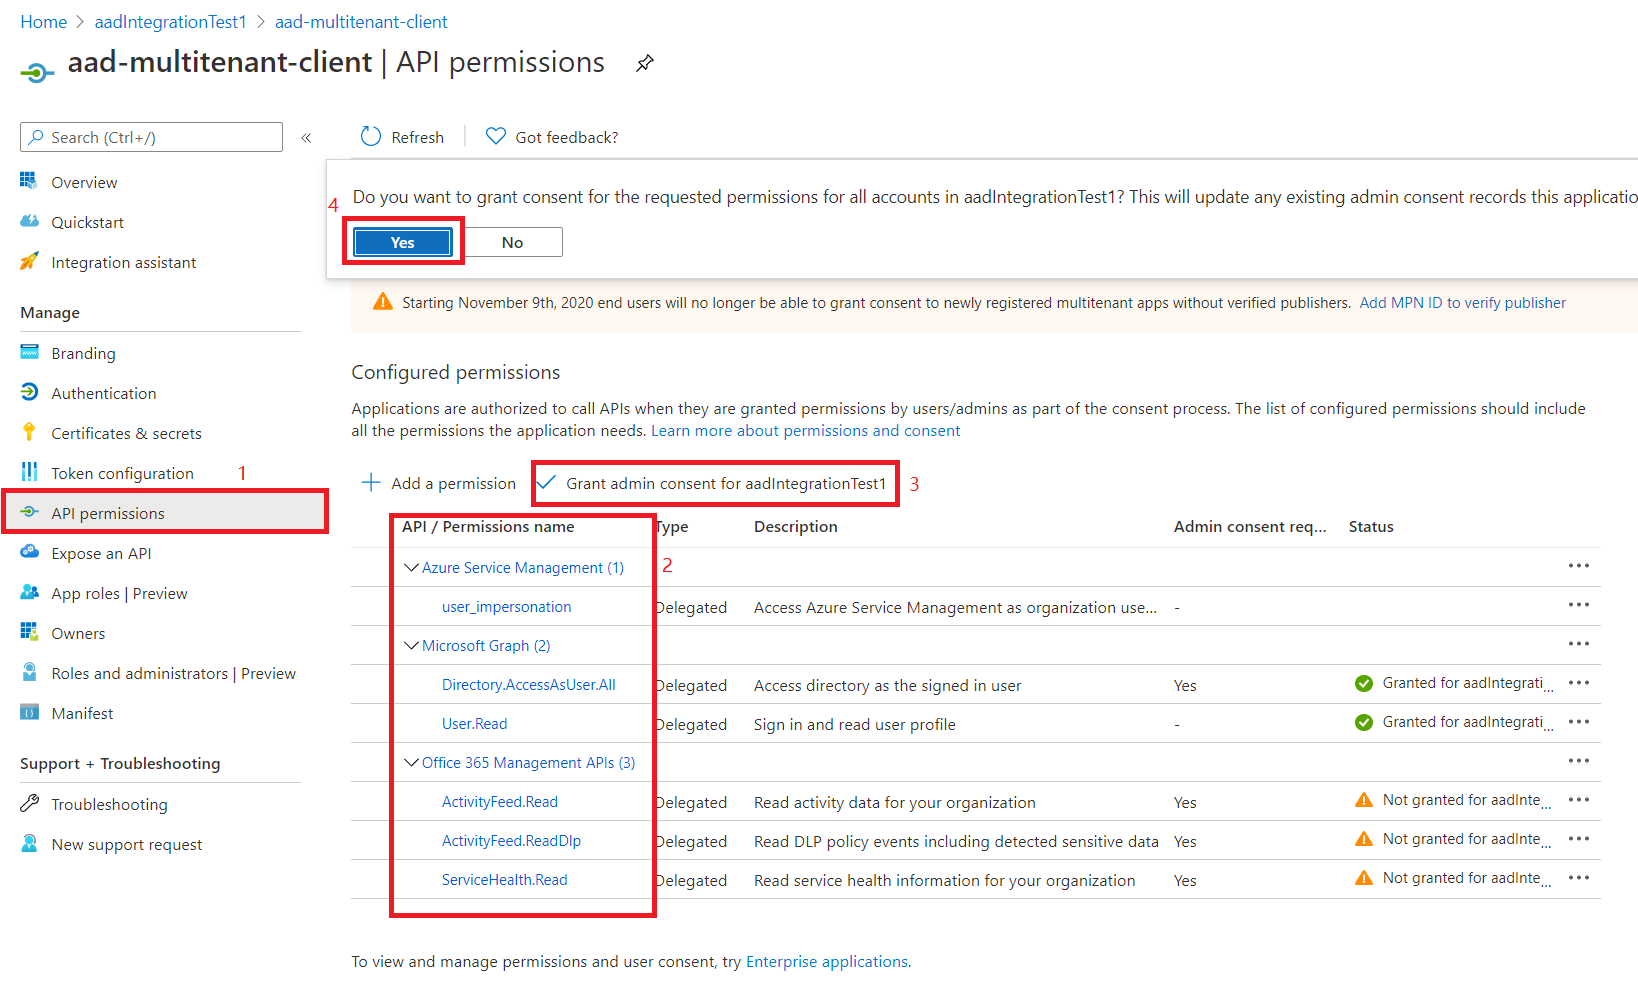 Home > aadIntegrationTest1 > aad-multitenant-client
aad-multitenant-client | API permissions
Search (Ctrl+/)
«
Refresh
Got feedback?
Overview
Quickstart
Integration assistant
Manage
Branding
Authentication
Certificates & secrets
Token configuration
1
API permissions
Expose an API
App roles | Preview
Owners
Roles and administrators | Preview
Manifest
Support + Troubleshooting
Troubleshooting
New support request
4
Do you want to grant consent for the requested permissions for all accounts in aadIntegrationTest1? This will update any existing admin consent records this applicatio
Yes No
Starting November 9th, 2020 end users will no longer be able to grant consent to newly registered multitenant apps without verified publishers. Add MPN ID to verify publisher
Configured permissions
Applications are authorized to call APIs when they are granted permissions by users/admins as part of the consent process. The list of configured permissions should include
all the permissions the application needs. Learn more about permissions and consent
Add a permission Grant admin consent for aadIntegrationTest1 3
API / Permissions name Type Description Admin consent req... Status
Azure Service Management (1) 2 ...
user_impersonation Delegated Access Azure Service Management as organization use... - ...
Microsoft Graph (2) ...
Directory.AccessAsUser.All Delegated Access directory as the signed in user Yes Granted for aadIntegrati... ...
User.Read Delegated Sign in and read user profile - Granted for aadIntegrati... ...
Office 365 Management APIs (3) ...
ActivityFeed.Read Delegated Read activity data for your organization Yes Not granted for aadInte... ...
ActivityFeed.ReadDlp Delegated Read DLP policy events including detected sensitive data Yes Not granted for aadInte... ...
ServiceHealth.Read Delegated Read service health information for your organization Yes Not granted for aadInte... ...
To view and manage permissions and user consent, try Enterprise applications.